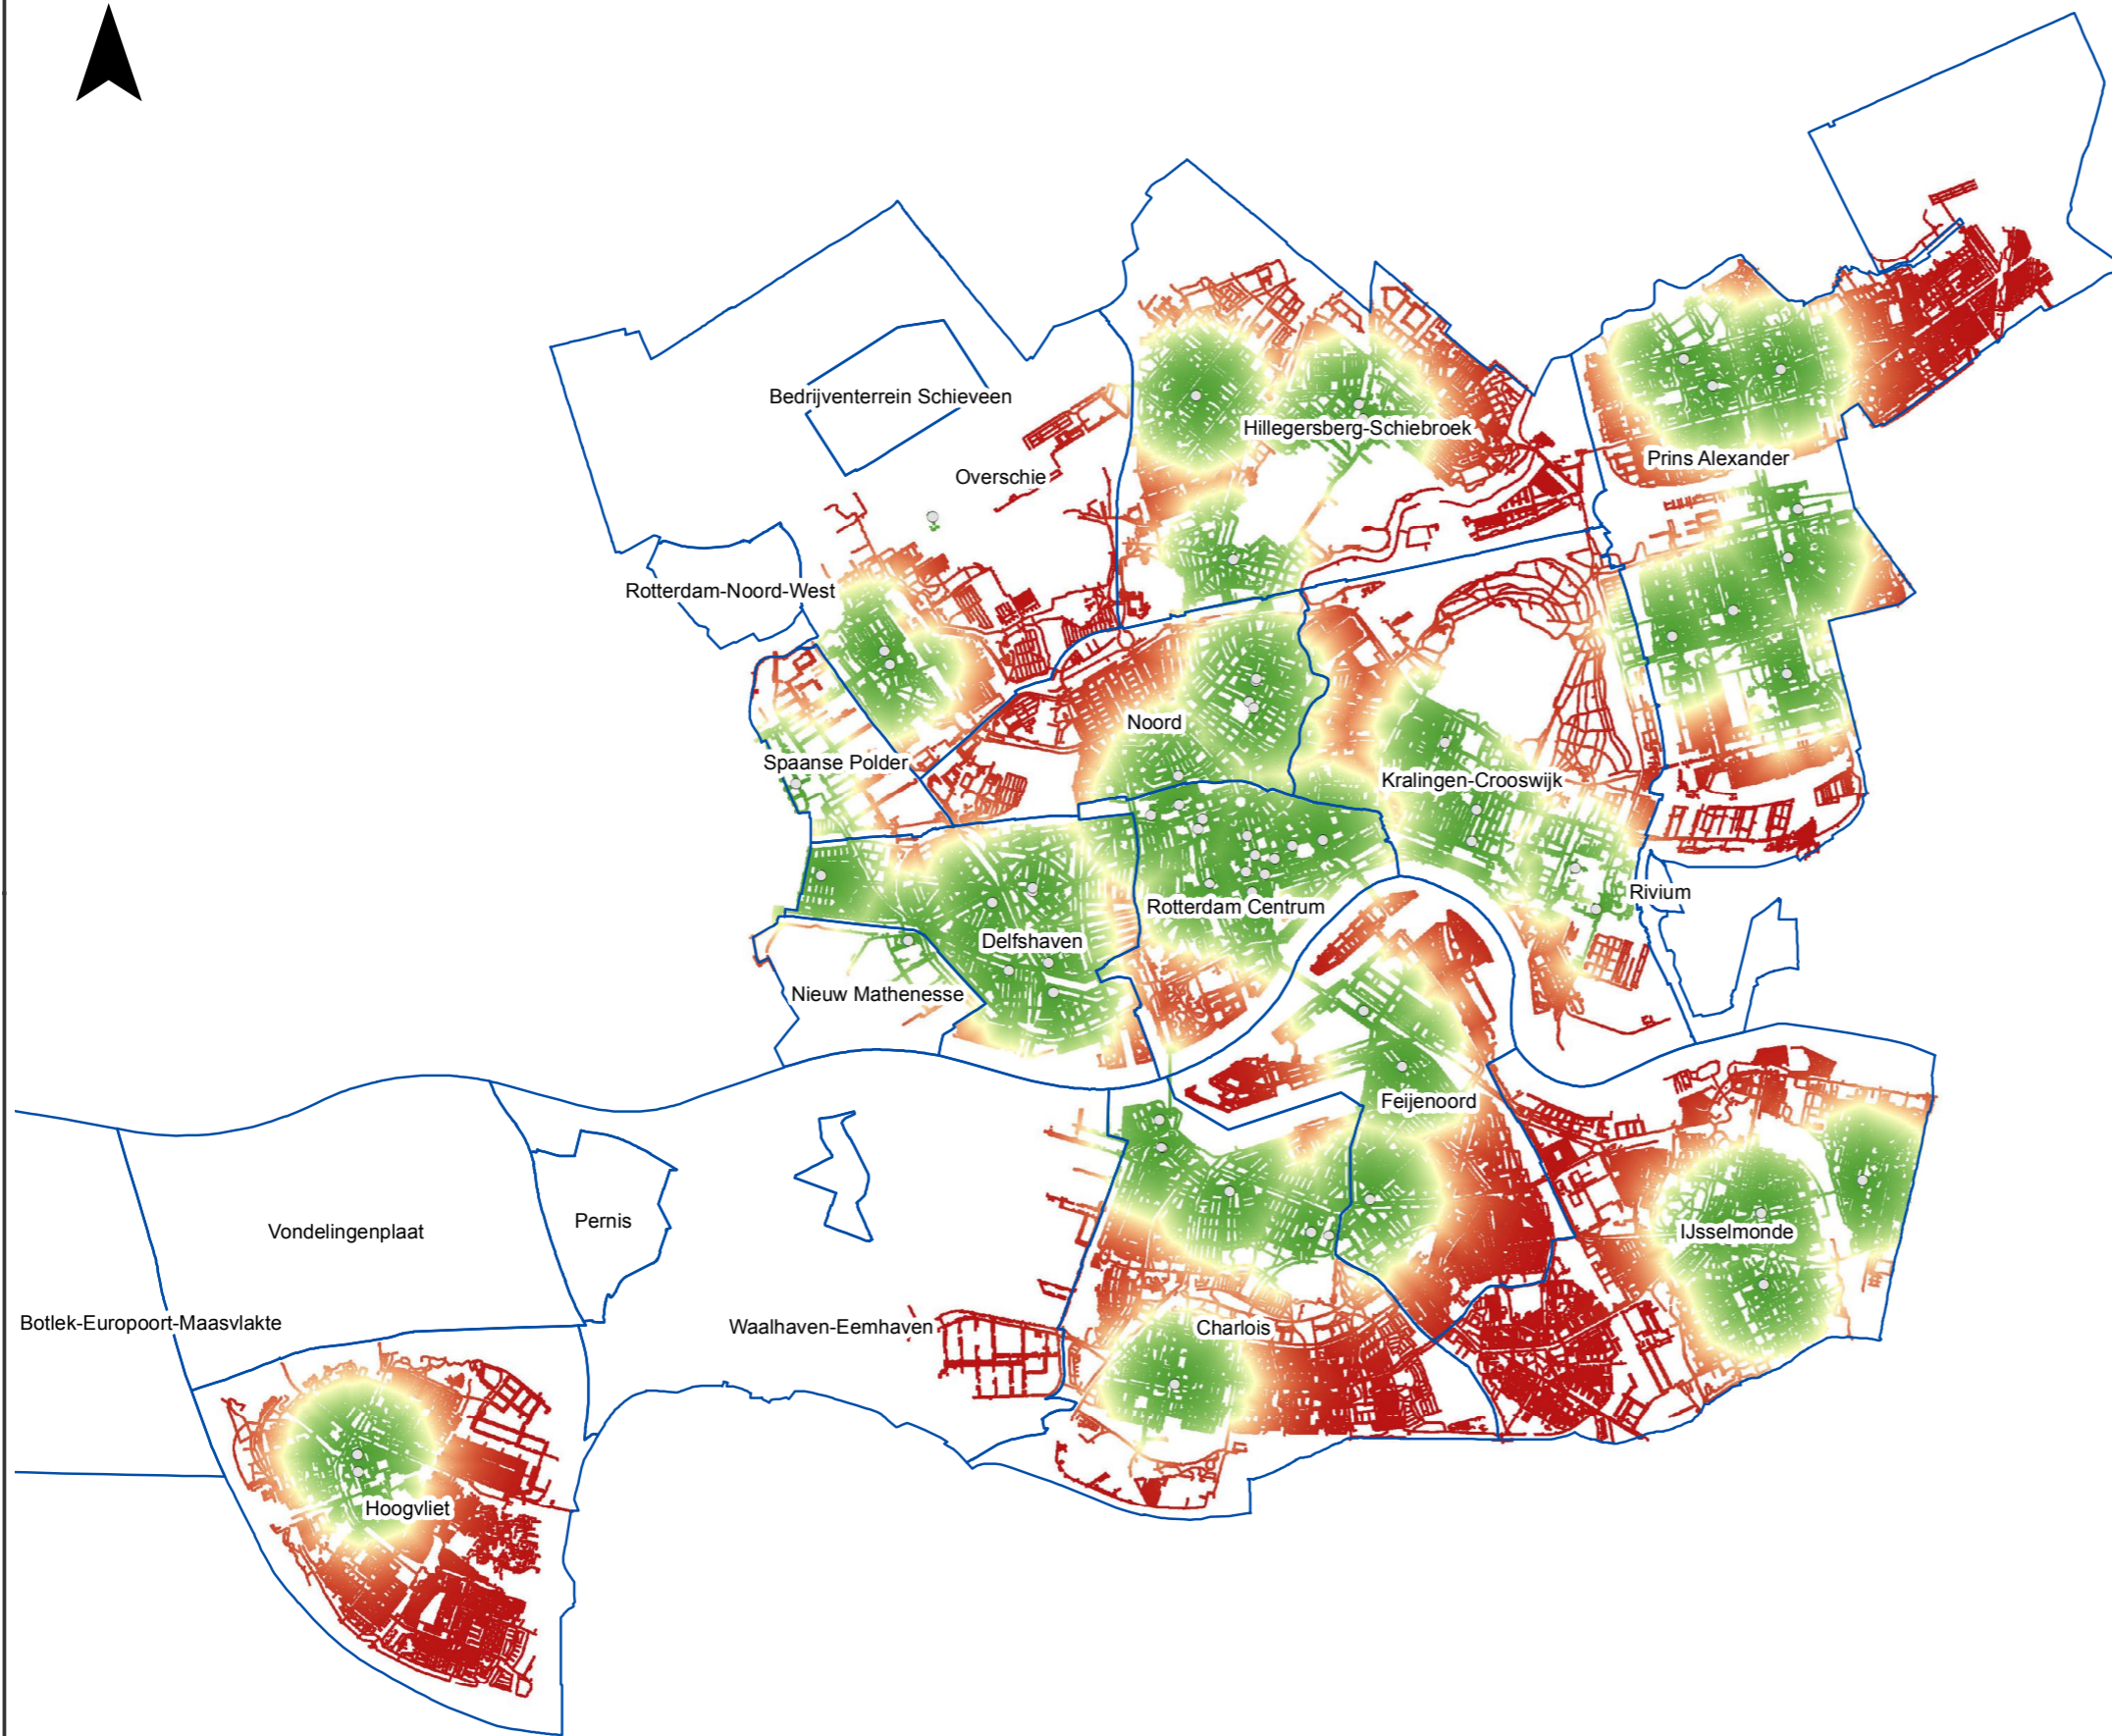 Bedrijventerrein Schieveen
Hillegersberg-Schiebroek
Prins Alexander
Overschie
Rotterdam-Noord-West
Noord
Spaanse Polder
Kralingen-Crooswijk
Rivium
Rotterdam Centrum
Delfshaven
Nieuw Mathenesse
Feijenoord
Pernis
Vondelingenplaat
IJsselmonde
Botlek-Europoort-Maasvlakte
Waalhaven-Eemhaven
Charlois
Hoogvliet